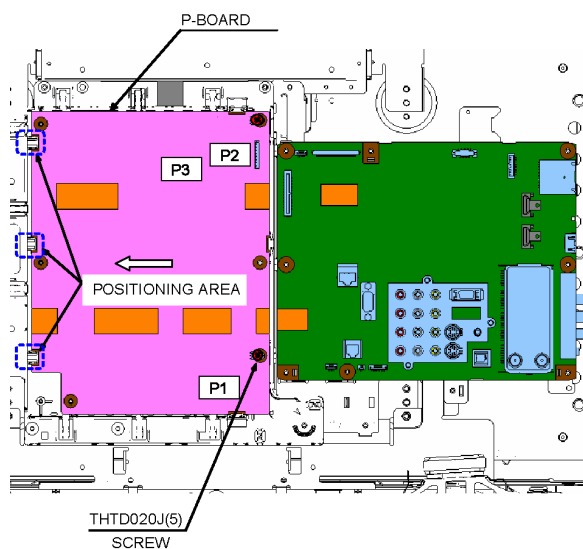 P-BOARD
P2
P3
POSITIONING AREA
P1
THTD020J(5)
SCREW